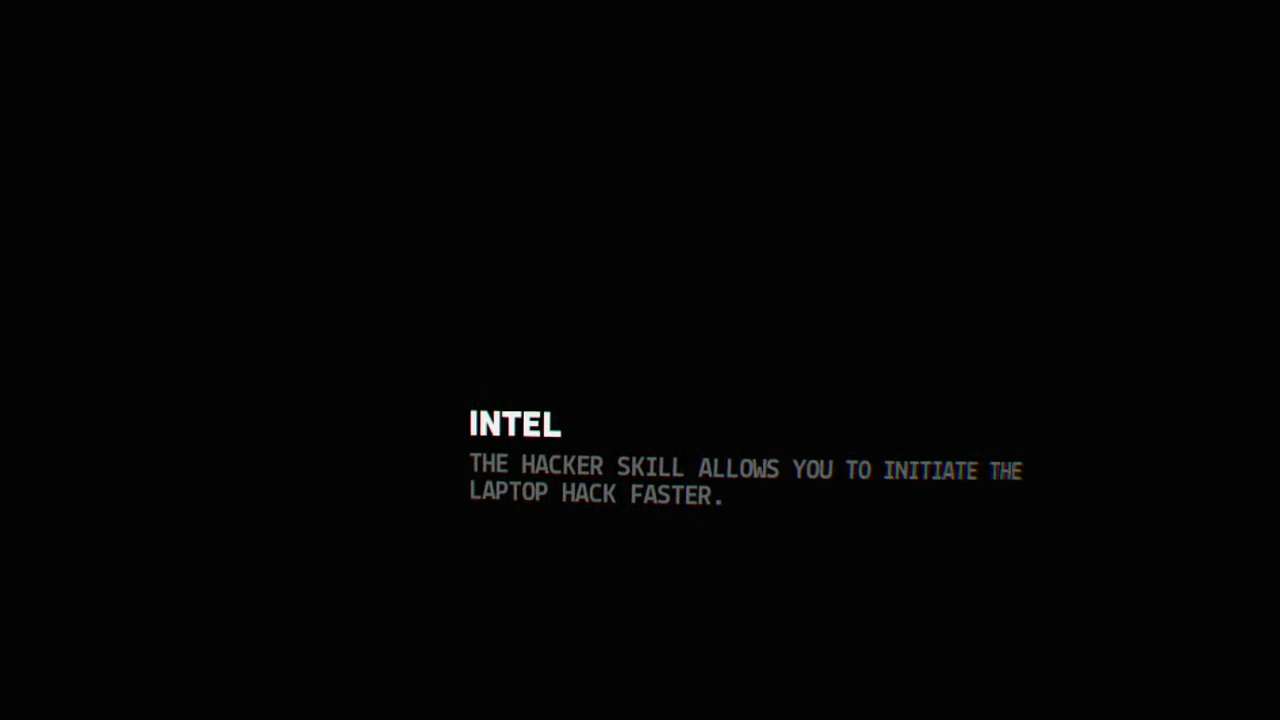 INTEL
THE HACKER SKILL ALLOWS YOU TO INITIATE THE
LAPTOP HACK FASTER.